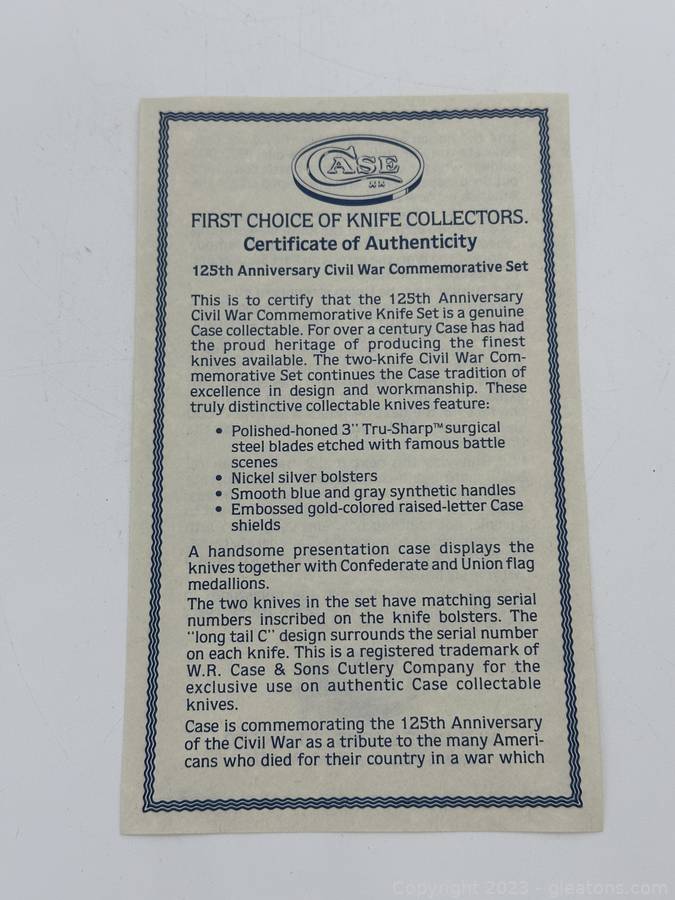 CASE
XX
FIRST CHOICE OF KNIFE COLLECTORS.
Certificate of Authenticity
125th Anniversary Civil War Commemorative Set
This is to certify that the 125th Anniversary
Civil War Commemorative Knife Set is a genuine
Case collectable. For over a century Case has had
the proud heritage of producing the finest
knives available. The two-knife Civil War Com-
memorative Set continues the Case tradition of
excellence in design and workmanship. These
truly distinctive collectable knives feature:
• Polished-honed 3" Tru-Sharp™ surgical
steel blades etched with famous battle
scenes
• Nickel silver bolsters
• Smooth blue and gray synthetic handles
• Embossed gold-colored raised-letter Case
shields
A handsome presentation case displays the
knives together with Confederate and Union flag
medallions.
The two knives in the set have matching serial
numbers inscribed on the knife bolsters. The
"long tail C" design surrounds the serial number
on each knife. This is a registered trademark of
W.R. Case & Sons Cutlery Company for the
exclusive use on authentic Case collectable
knives.
Case is commemorating the 125th Anniversary
of the Civil War as a tribute to the many Ameri-
cans who died for their country in a war which
Copyright 2023 - gleatons.com